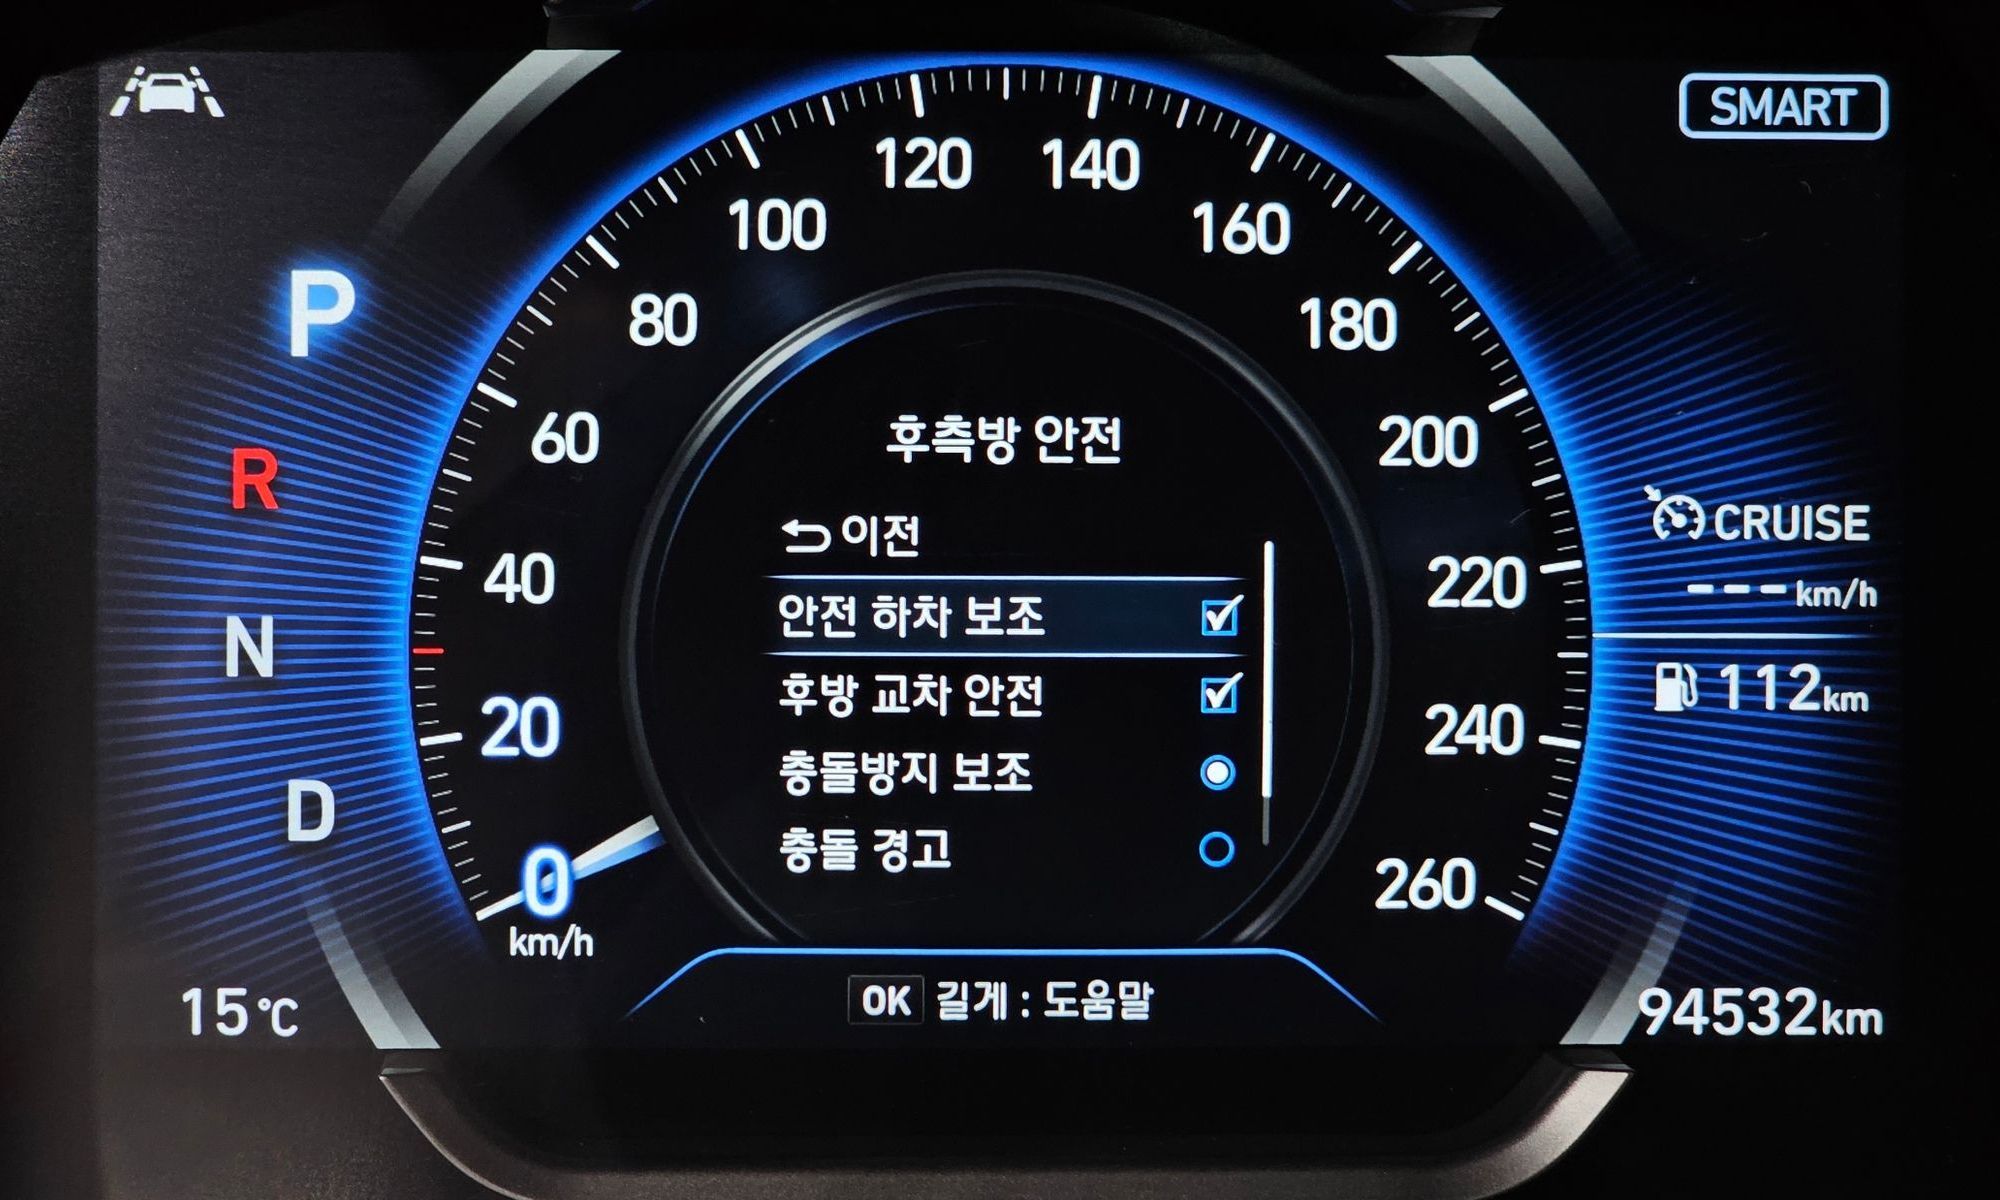 SMART
120 140
100 160
80 180
60 200
40 220
20 240
0 260
km/h
P
R
N
D
후측방 안전
이전
안전 하차 보조
후방 교차 안전
충돌방지 보조
충돌 경고
CRUISE
---km/h
112km
OK 길게 : 도움말
15℃
94532km